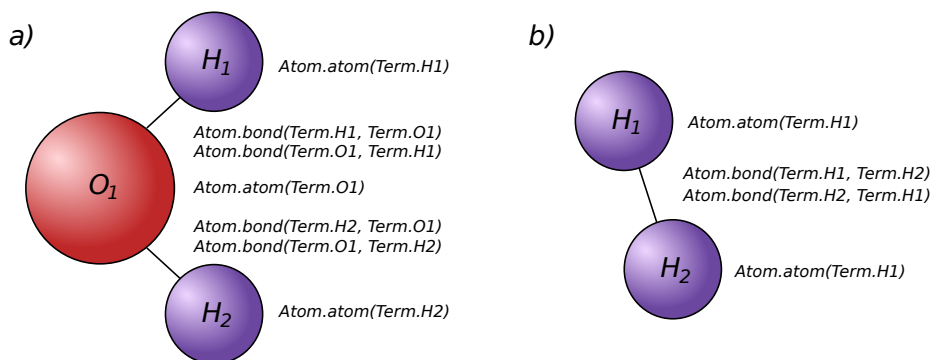 a)
H1
Atom.atom(Term.H1)
Atom.bond(Term.H1, Term.O1)
Atom.bond(Term.O1, Term.H1)
O1
Atom.atom(Term.O1)
Atom.bond(Term.H2, Term.O1)
Atom.bond(Term.O1, Term.H2)
H2
Atom.atom(Term.H2)
b)
H1
Atom.atom(Term.H1)
Atom.bond(Term.H1, Term.H2)
Atom.bond(Term.H2, Term.H1)
H2
Atom.atom(Term.H1)